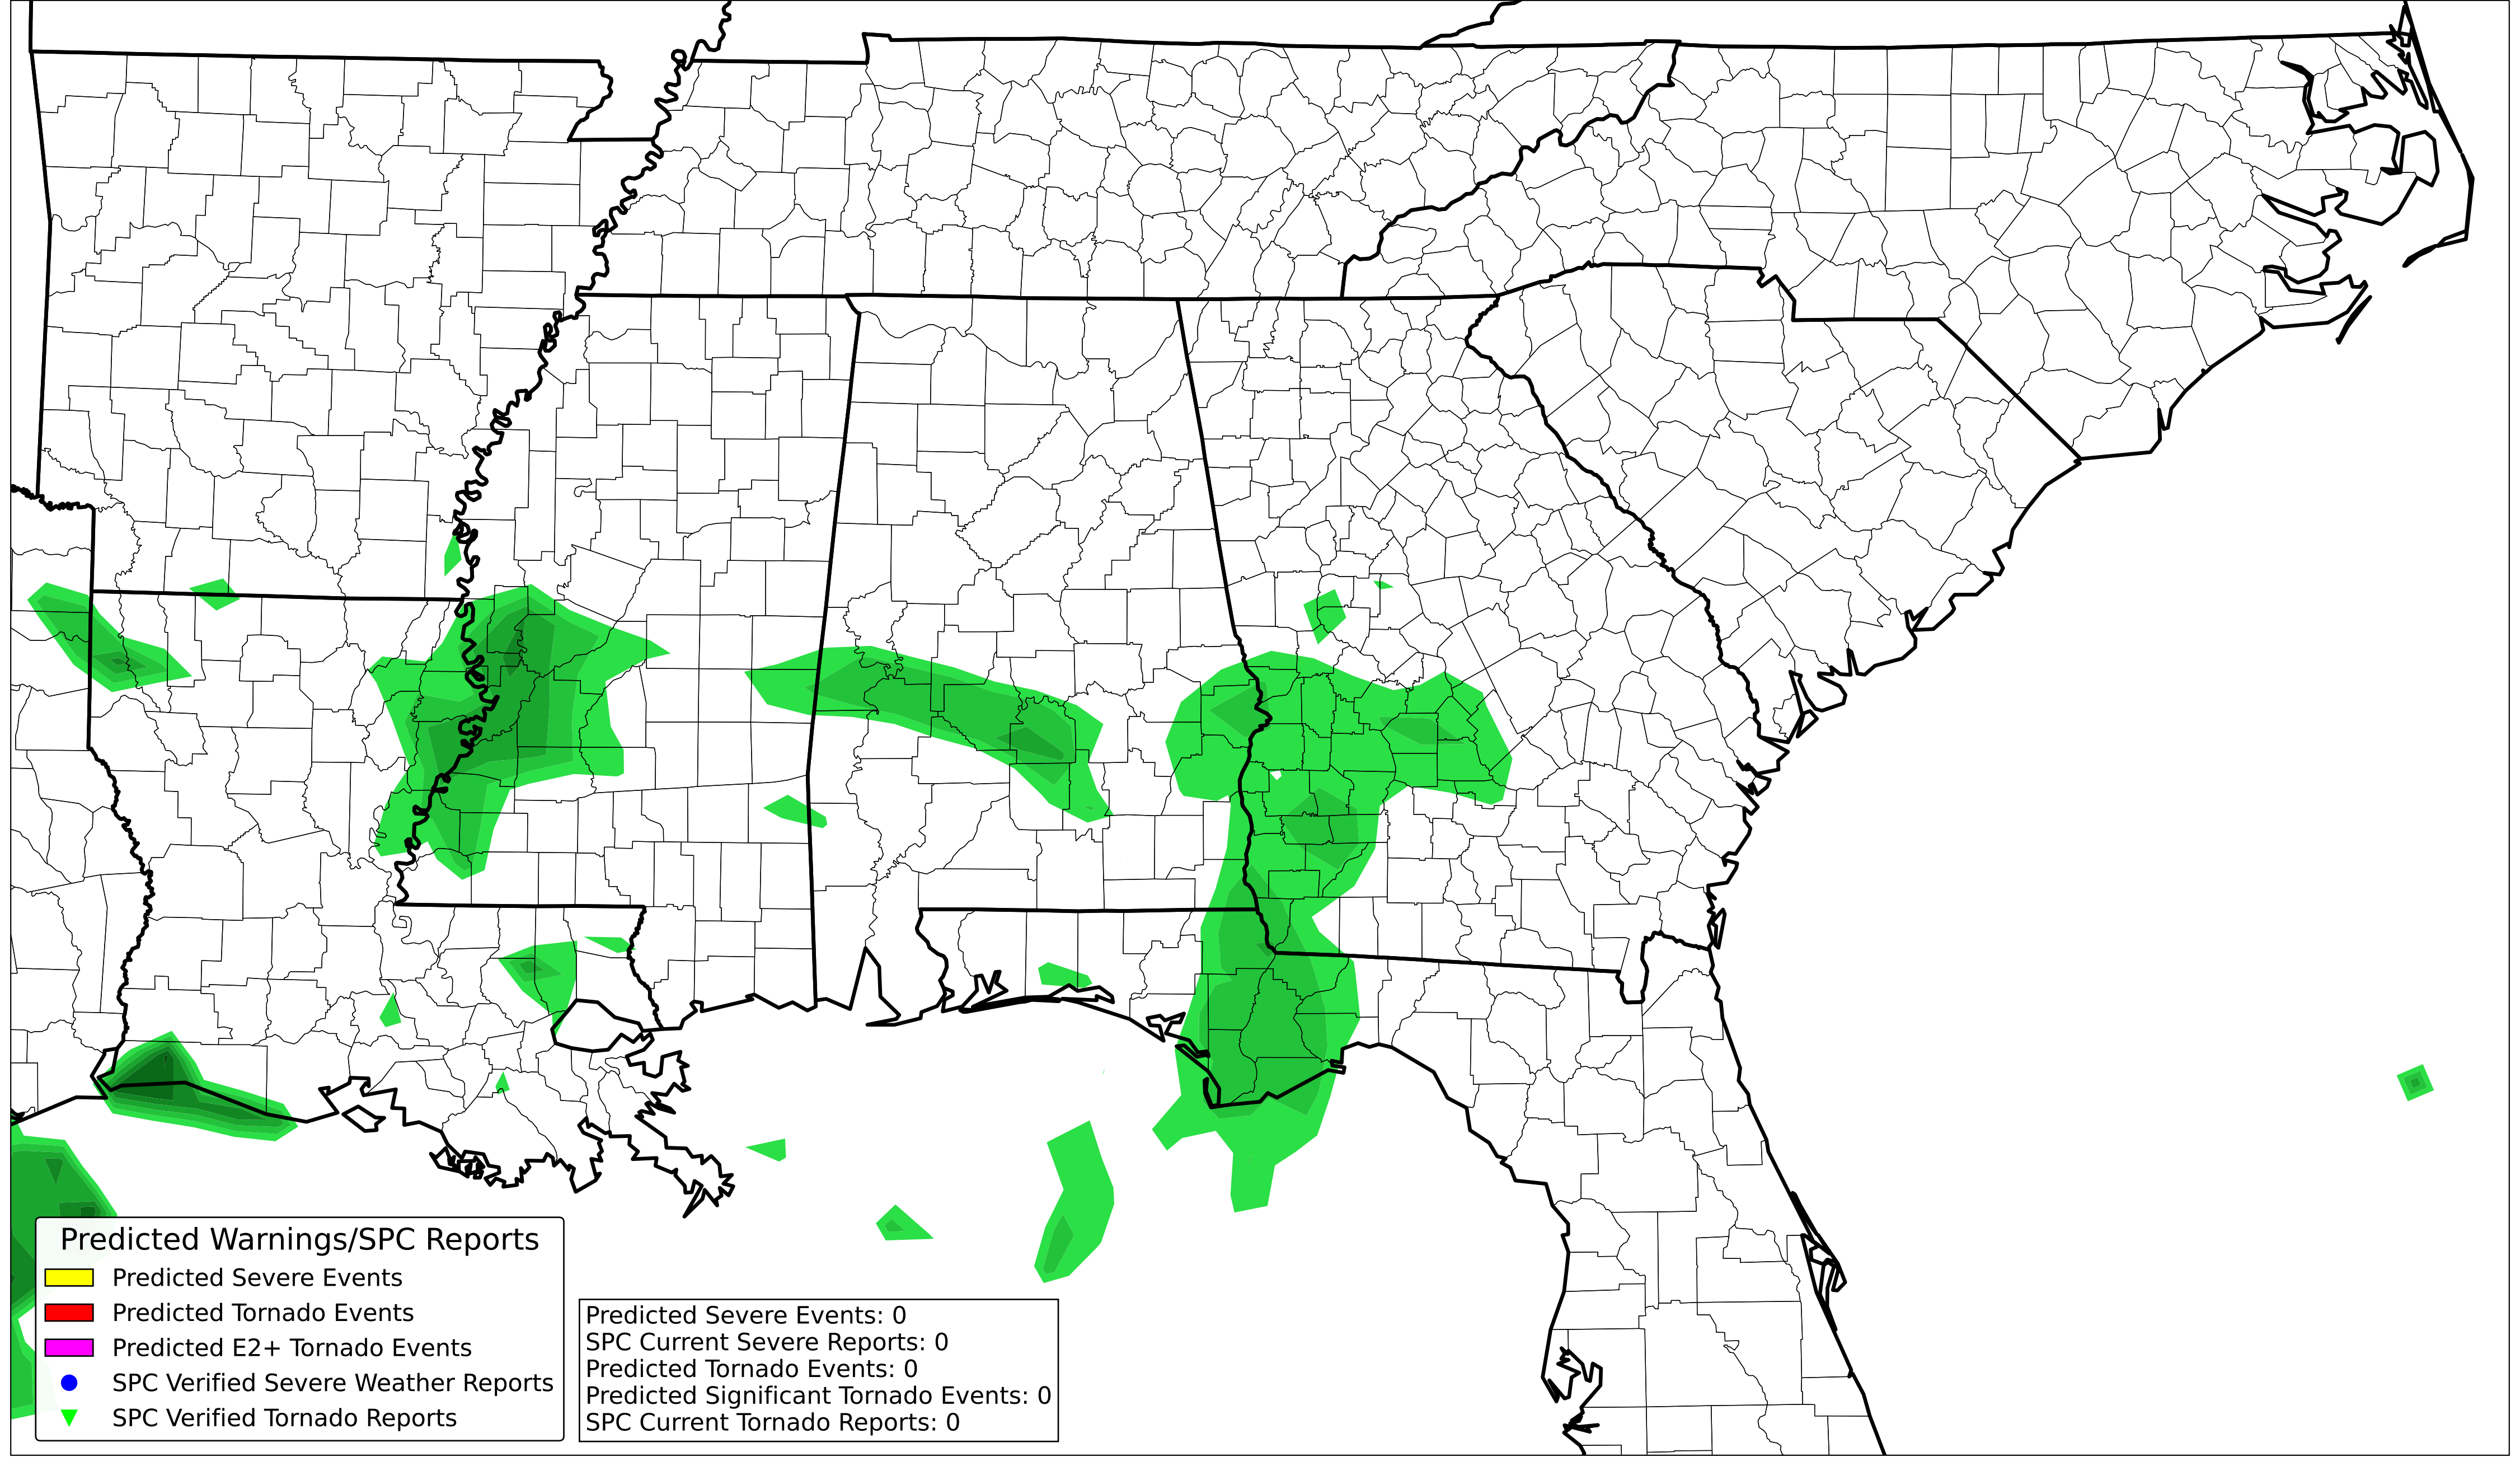 Predicted Warnings/SPC Reports
Predicted Severe Events
Predicted Tornado Events
Predicted E2+ Tornado Events
SPC Verified Severe Weather Reports
SPC Verified Tornado Reports
Predicted Severe Events: 0
SPC Current Severe Reports: 0
Predicted Tornado Events: 0
Predicted Significant Tornado Events: 0
SPC Current Tornado Reports: 0